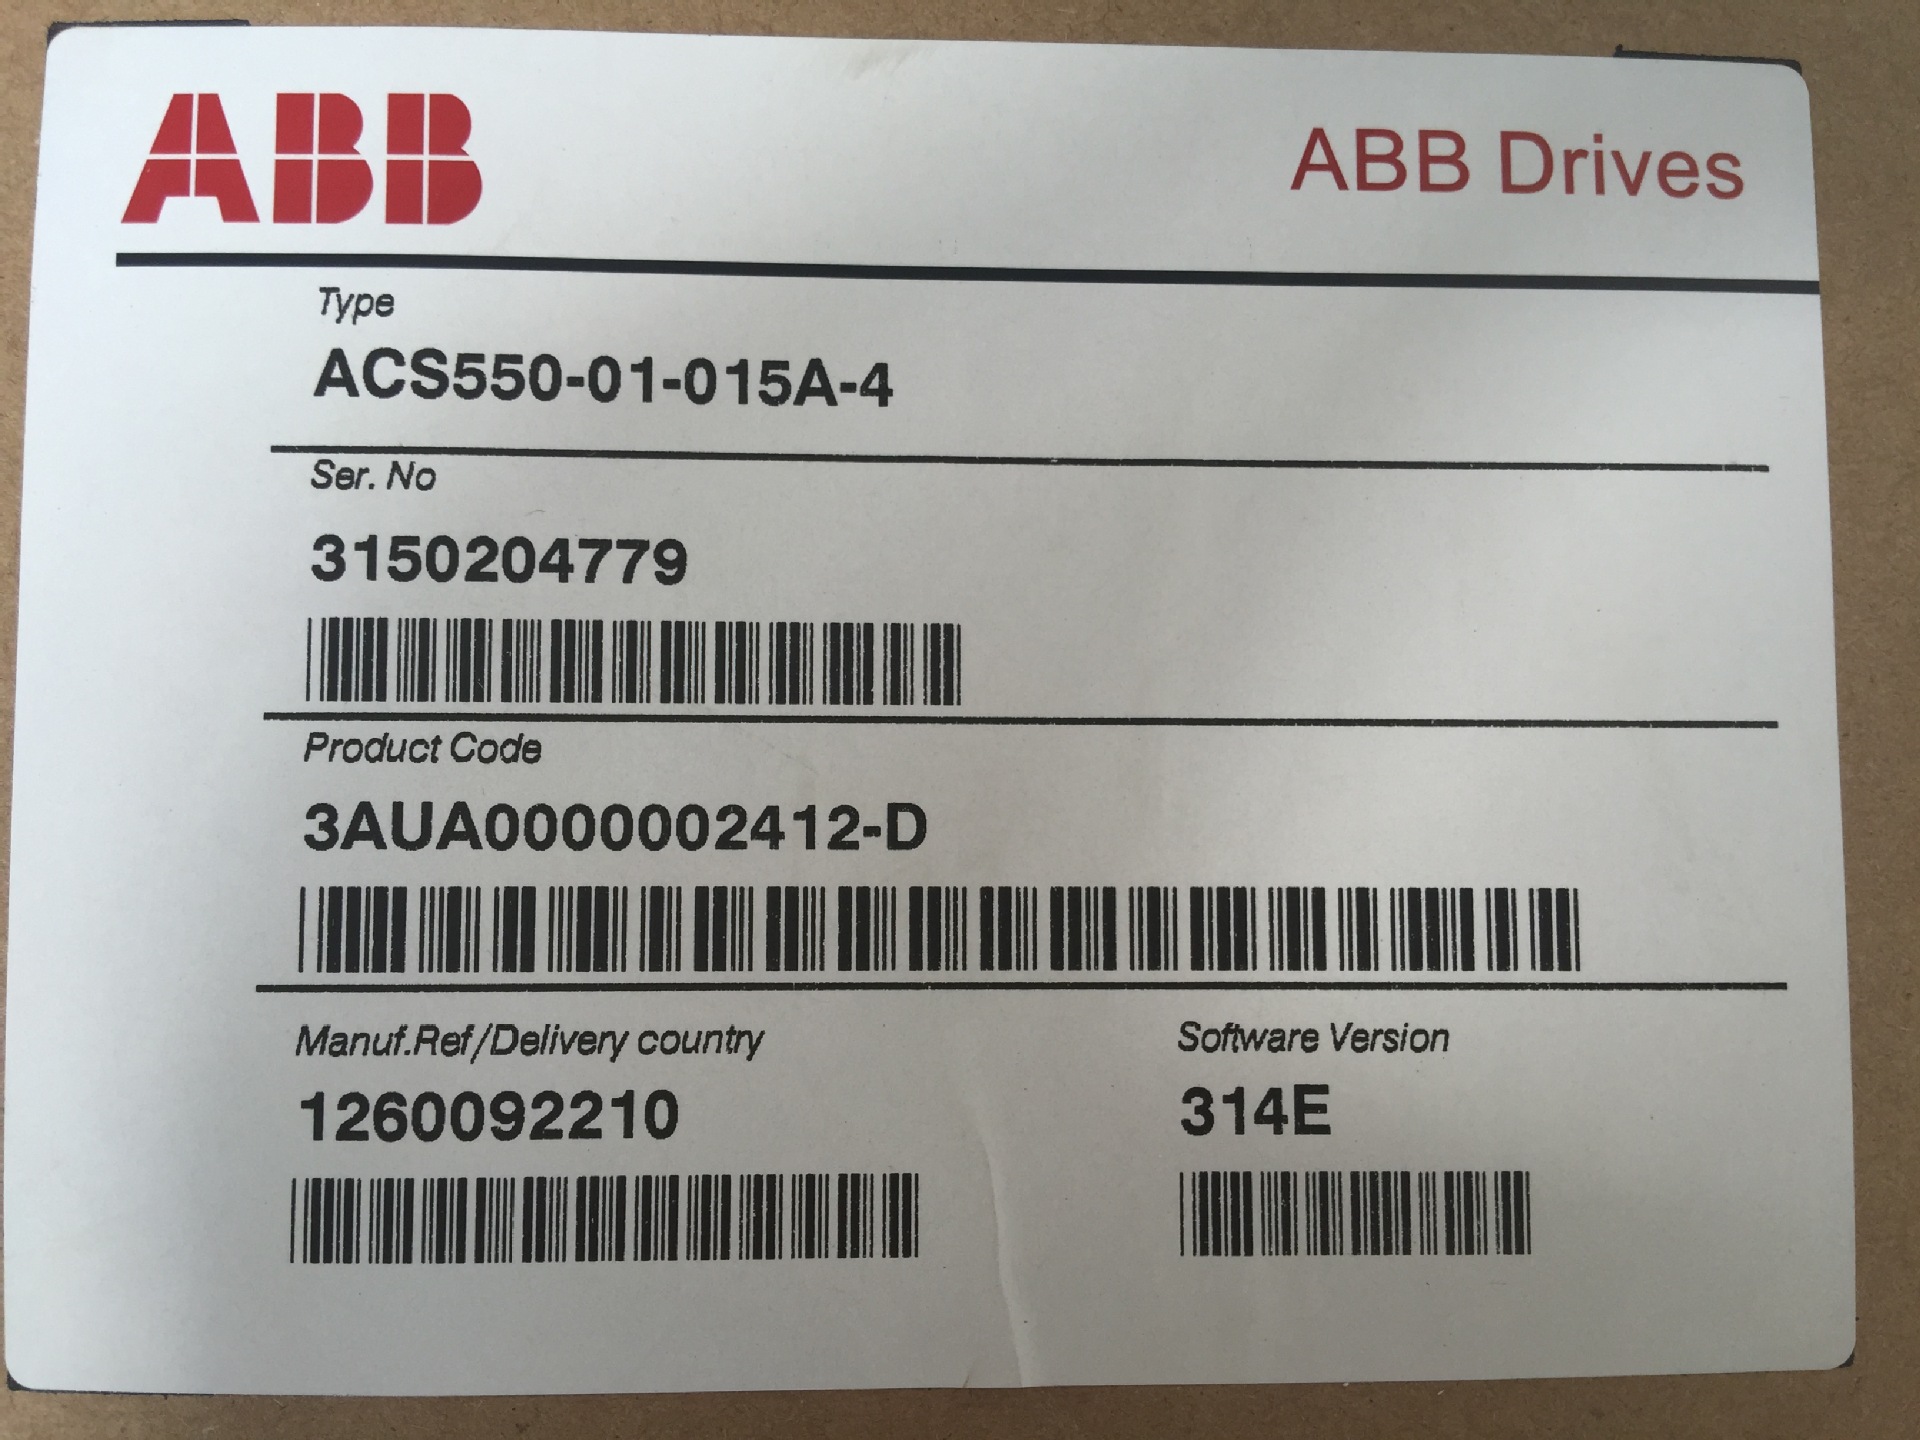 ABB
ABB Drives
Type
ACS550-01-015A-4
Ser. No
3150204779
Product Code
3AUA0000002412-D
Manuf.Ref/Delivery country
1260092210
Software Version
314E